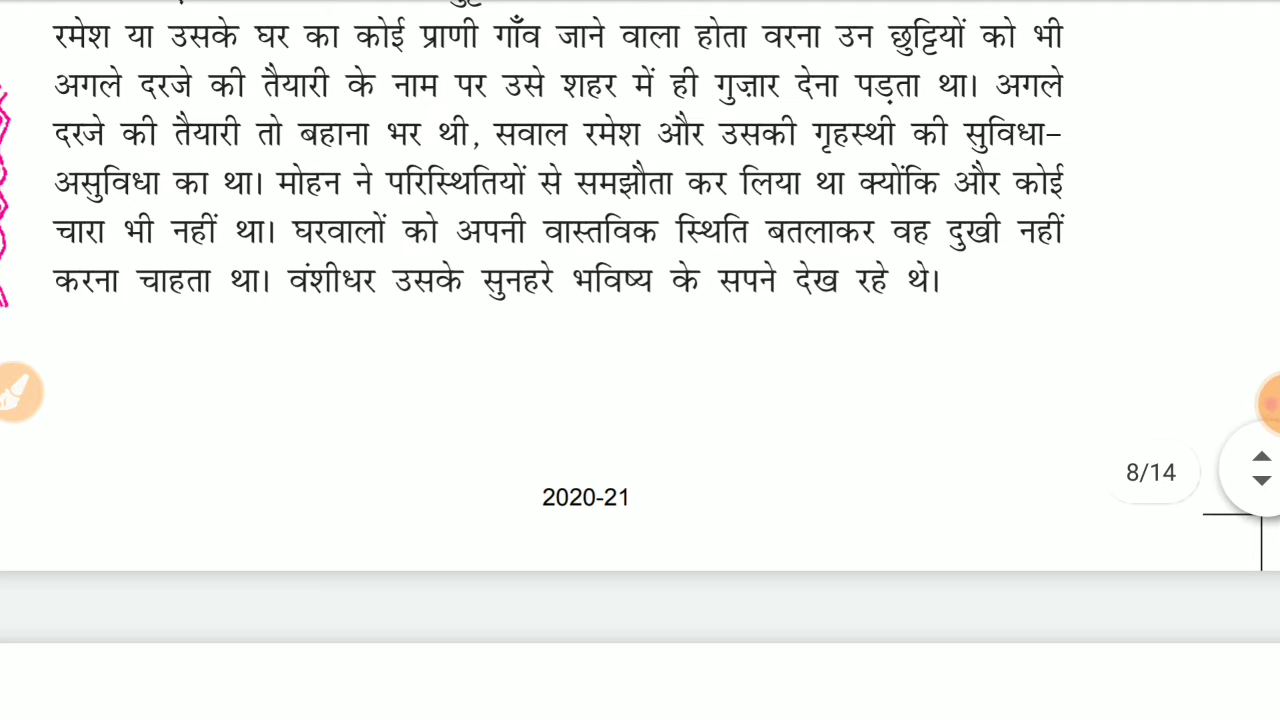 रमेश या उसके घर का कोई प्राणी गाँव जाने वाला होता वरना उन छुट्टियों को भी
अगले दरजे की तैयारी के नाम पर उसे शहर में ही गुज़ार देना पड़ता था। अगले
दरजे की तैयारी तो बहाना भर थी, सवाल रमेश और उसकी गृहस्थी की सुविधा–
असुविधा का था। मोहन ने परिस्थितियों से समझौता कर लिया था क्योंकि और कोई
चारा भी नहीं था। घरवालों को अपनी वास्तविक स्थिति बतलाकर वह दुखी नहीं
करना चाहता था। वंशीधर उसके सुनहरे भविष्य के सपने देख रहे थे।
8/14
2020-21